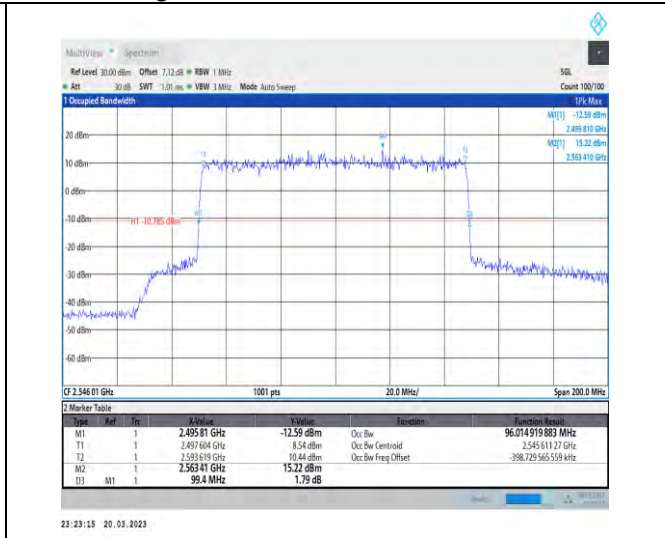 MultiView Spectrum
Ref Level 30.00 dBm Offset 7.12 dB RBW 1 MHz SGL
Att 30 dB SWT 1.01 ms VBW 3 MHz Mode Auto Sweep Count 100/100
1 Occupied Bandwidth 1Pk Max
M1[1] -12.59 dBm
2.495 810 GHz
M2[1] 15.22 dBm
2.563 410 GHz
20 dBm
10 dBm
0 dBm
-10 dBm
H1 -10.785 dBm
-20 dBm
-30 dBm
-40 dBm
-50 dBm
-60 dBm
T1
M2
T2
M1
D3
CF 2.546 01 GHz 1001 pts 20.0 MHz/ Span 200.0 MHz
2 Marker Table
Type Ref Trc X-Value Y-Value Function Function Result
M1 1 2.495 81 GHz -12.59 dBm Occ Bw 96.014 919 883 MHz
T1 1 2.497 604 GHz 8.54 dBm Occ Bw Centroid 2.545 611 27 GHz
T2 1 2.593 619 GHz 10.44 dBm Occ Bw Freq Offset -398.729 565 559 kHz
M2 1 2.563 41 GHz 15.22 dBm
D3 M1 1 99.4 MHz 1.79 dB
23:23:15 20.03.2023